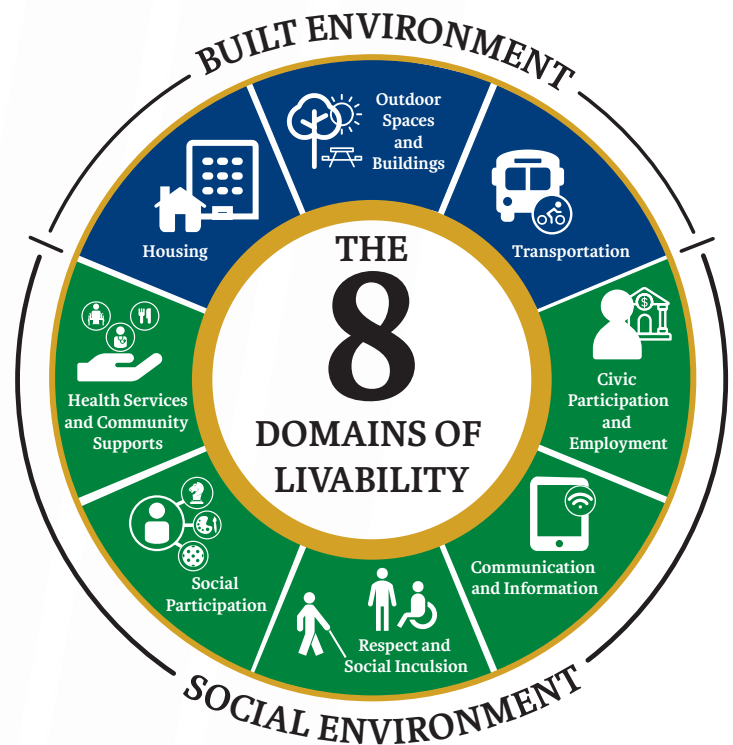 BUILT ENVIRONMENT
Outdoor
Spaces
and
Buildings
Transportation
Civic
Participation
and
Employment
Communication
and Information
Respect and
Social Inculsion
Social
Participation
Health Services
and Community
Supports
Housing
THE
8
DOMAINS OF
LIVABILITY
$
SOCIAL ENVIRONMENT